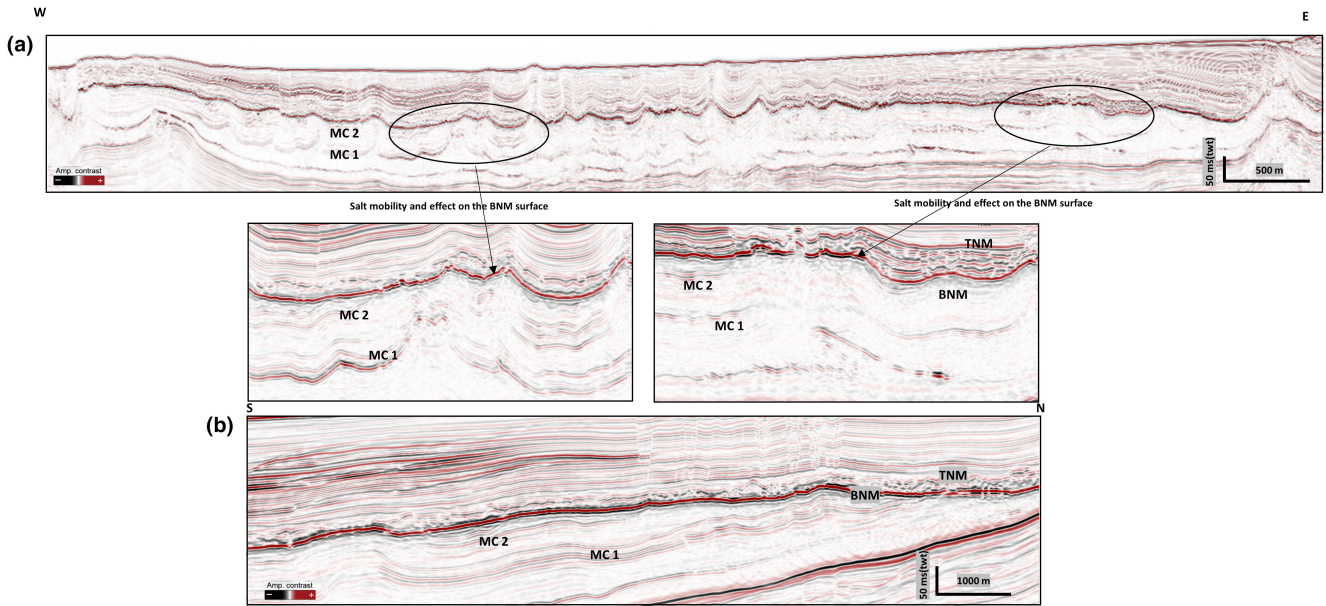 W
E
(a)
MC 2
MC 1
Amp. contrast
−
+
50 ms(twt)
500 m
Salt mobility and effect on the BNM surface
Salt mobility and effect on the BNM surface
MC 2
MC 1
TNM
MC 2
BNM
MC 1
S
N
(b)
TNM
BNM
MC 2
MC 1
50 ms(twt)
1000 m
Amp. contrast
−
+